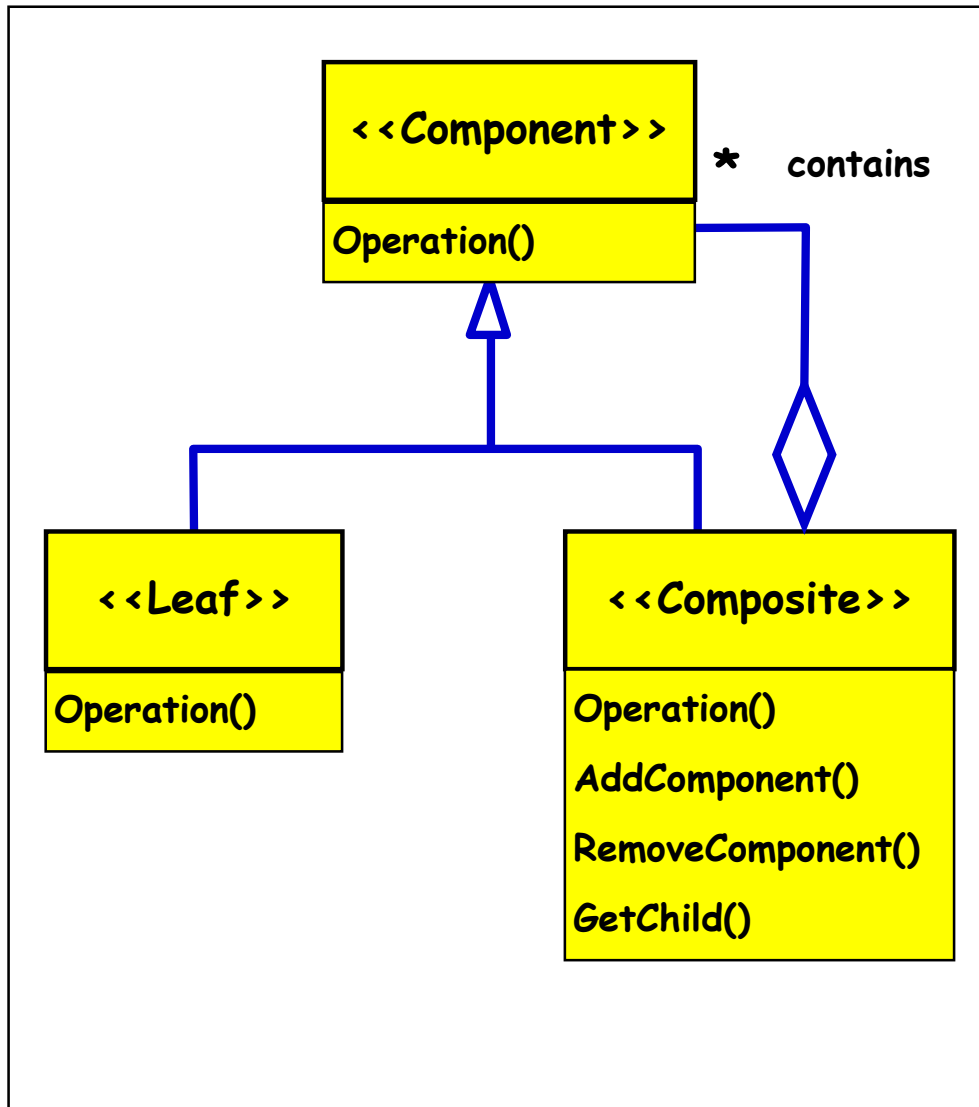 <<Component>>
* contains
Operation()
<<Leaf>>
Operation()
<<Composite>>
Operation()
AddComponent()
RemoveComponent()
GetChild()